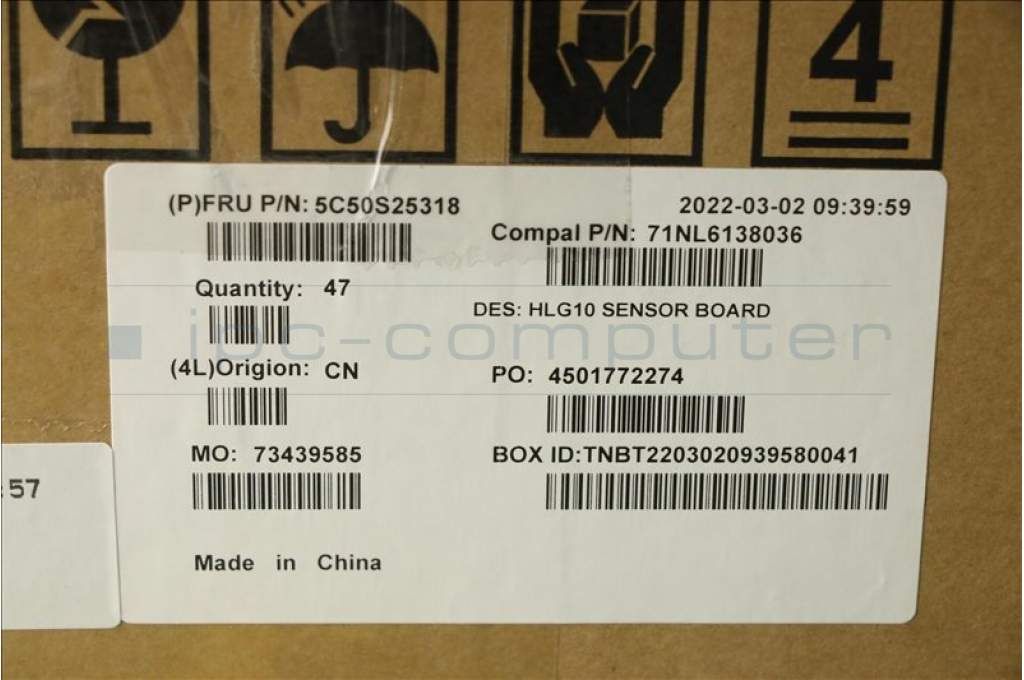 4
(P)FRU P/N: 5C50S25318
2022-03-02 09:39:59
Compal P/N: 71NL6138036
Quantity: 47
DES: HLG10 SENSOR BOARD
ipc-computer
(4L)Origion: CN
PO: 4501772274
MO: 73439585
BOX ID:TNBT2203020939580041
:57
Made in China